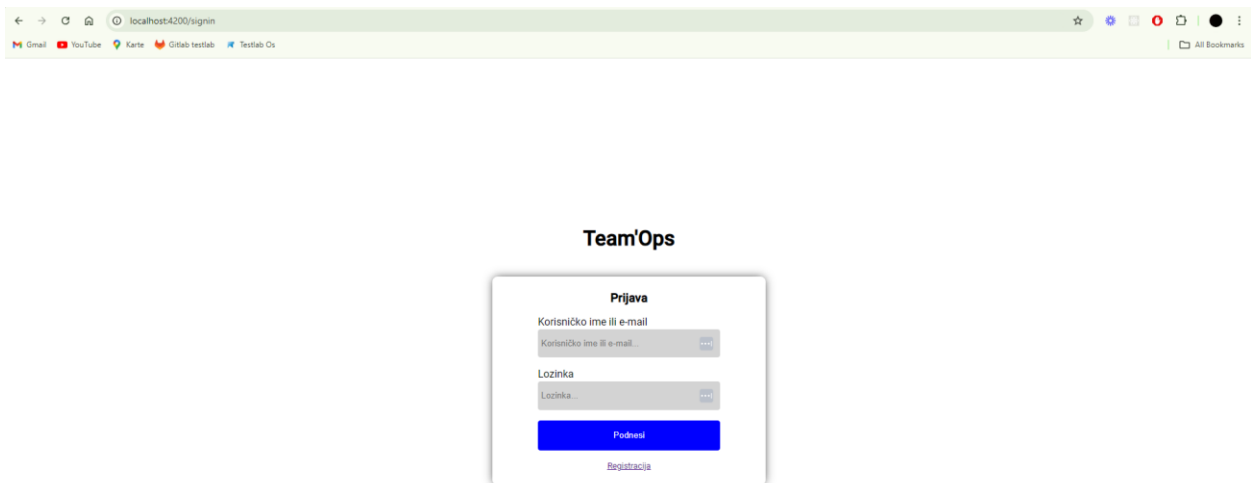 localhost:4200/signin
Gmail YouTube Karte Gitlab testlab Testlab Os All Bookmarks
Team'Ops
Prijava
Korisničko ime ili e-mail
Korisničko ime ili e-mail...
Lozinka
Lozinka...
Podnesi
Registracija